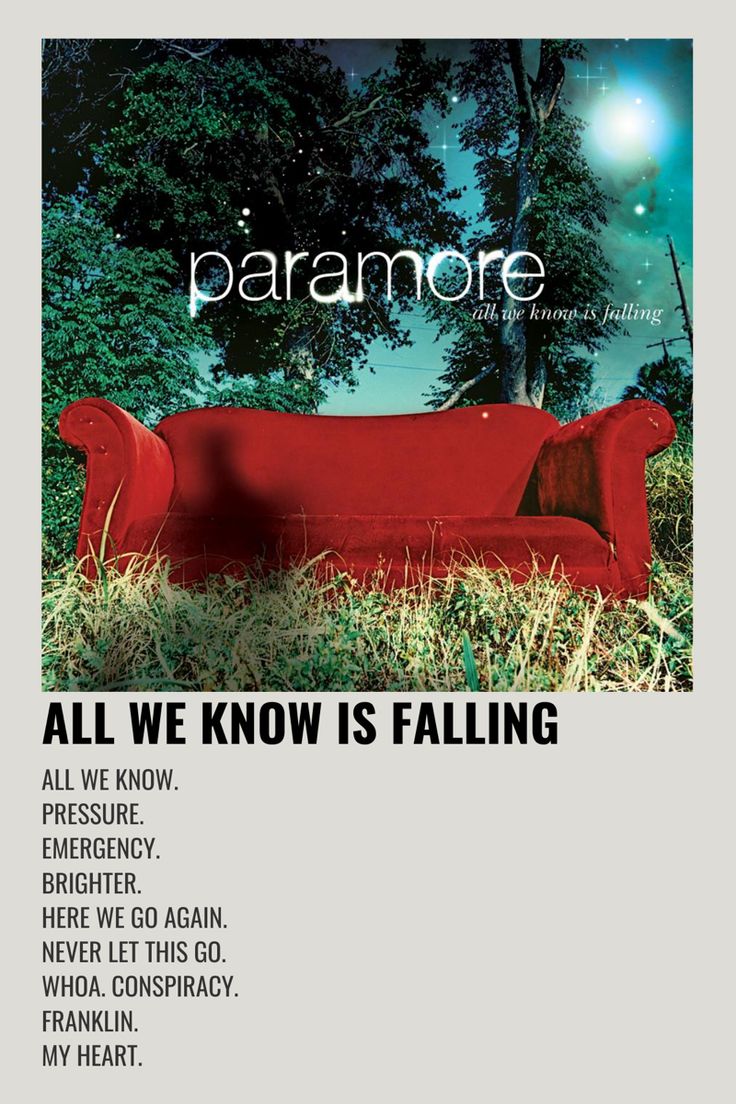 paramore
all we know is falling
ALL WE KNOW IS FALLING
ALL WE KNOW.
PRESSURE.
EMERGENCY.
BRIGHTER.
HERE WE GO AGAIN.
NEVER LET THIS GO.
WHOA. CONSPIRACY.
FRANKLIN.
MY HEART.